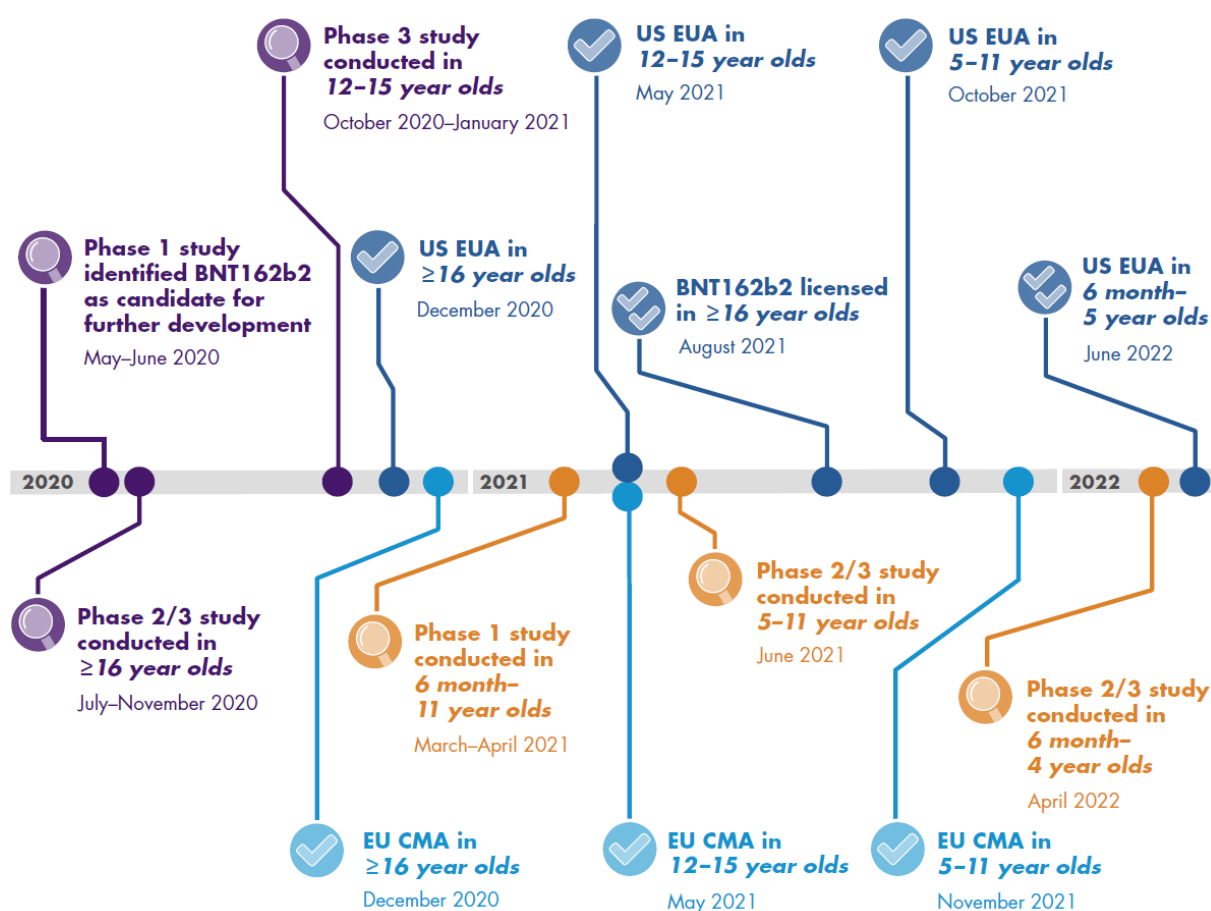 Phase 3 study
conducted in
12–15 year olds
October 2020–January 2021
US EUA in
12–15 year olds
May 2021
US EUA in
5–11 year olds
October 2021
Phase 1 study
identified BNT162b2
as candidate for
further development
May–June 2020
US EUA in
≥16 year olds
December 2020
BNT162b2 licensed
in ≥16 year olds
August 2021
US EUA in
6 month–
5 year olds
June 2022
2020
2021
2022
Phase 2/3 study
conducted in
≥16 year olds
July–November 2020
Phase 1 study
conducted in
6 month–
11 year olds
March–April 2021
Phase 2/3 study
conducted in
5–11 year olds
June 2021
Phase 2/3 study
conducted in
6 month–
4 year olds
April 2022
EU CMA in
≥16 year olds
December 2020
EU CMA in
12–15 year olds
May 2021
EU CMA in
5–11 year olds
November 2021